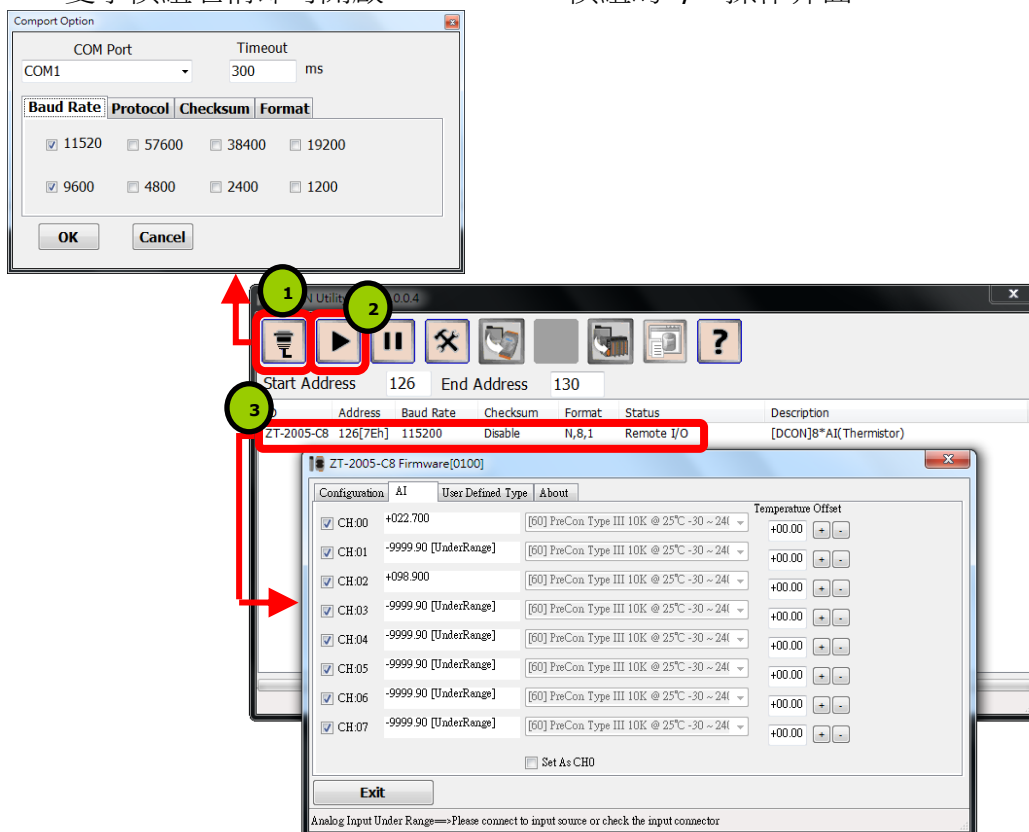 Comport Option
COM Port Timeout
COM1 300 ms
Baud Rate Protocol Checksum Format
11520 57600 38400 19200
9600 4800 2400 1200
OK Cancel
1
2
0.0.4
?
Start Address 126 End Address 130
3
Address Baud Rate Checksum Format Status Description
ZT-2005-C8 126[7Eh] 115200 Disable N,8,1 Remote I/O [DCON]8*AI(Thermistor)
ZT-2005-C8 Firmware[0100]
Configuration AI User Defined Type About
Temperature Offset
CH:00 +022.700 [60] PreCon Type III 10K @ 25°C -30 ~ 24( +00.00 + -
CH:01 -9999.90 [UnderRange] [60] PreCon Type III 10K @ 25°C -30 ~ 24( +00.00 + -
CH:02 +098.900 [60] PreCon Type III 10K @ 25°C -30 ~ 24( +00.00 + -
CH:03 -9999.90 [UnderRange] [60] PreCon Type III 10K @ 25°C -30 ~ 24( +00.00 + -
CH:04 -9999.90 [UnderRange] [60] PreCon Type III 10K @ 25°C -30 ~ 24( +00.00 + -
CH:05 -9999.90 [UnderRange] [60] PreCon Type III 10K @ 25°C -30 ~ 24( +00.00 + -
CH:06 -9999.90 [UnderRange] [60] PreCon Type III 10K @ 25°C -30 ~ 24( +00.00 + -
CH:07 -9999.90 [UnderRange] [60] PreCon Type III 10K @ 25°C -30 ~ 24( +00.00 + -
Set As CH0
Exit
Analog Input Under Range==>Please connect to input source or check the input connector